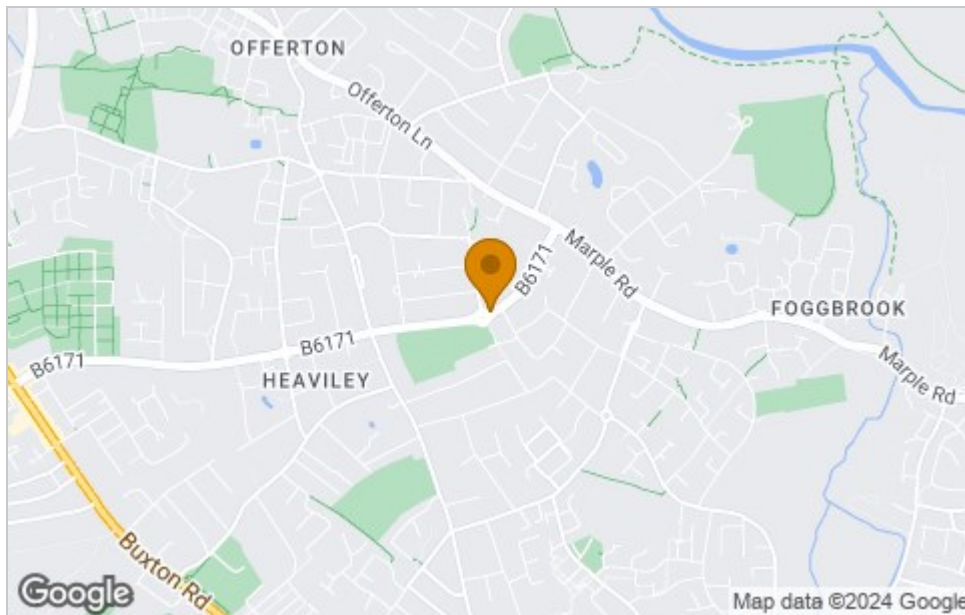 OFFERTON
Offerton Ln
Marple Rd
B6171
FOGGBROOK
B6171
B6171
Marple Rd
HEAVILEY
Buxton Rd
Google
Map data ©2024 Google